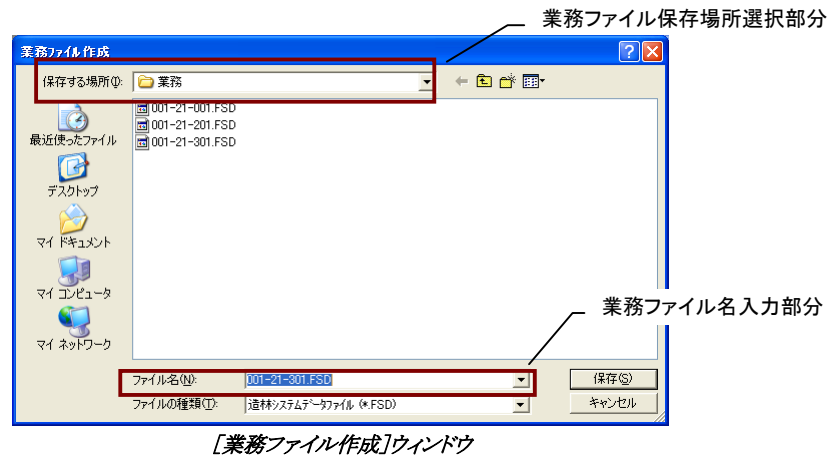 業務ファイル保存場所選択部分
業務ファイル作成
保存する場所(I):
業務
001-21-001.FSD
001-21-201.FSD
001-21-301.FSD
最近使ったファイル
デスクトップ
マイ ドキュメント
マイ コンピュータ
マイ ネットワーク
業務ファイル名入力部分
ファイル名(N):
001-21-301.FSD
保存(S)
ファイルの種類(T):
造林システムデータファイル (*.FSD)
キャンセル
[業務ファイル作成]ウィンドウ